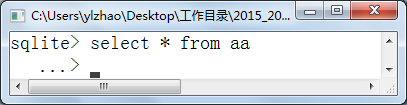 C:\Users\ylzhao\Desktop\工作目录\2015_20...
sqlite> select * from aa
   ...>